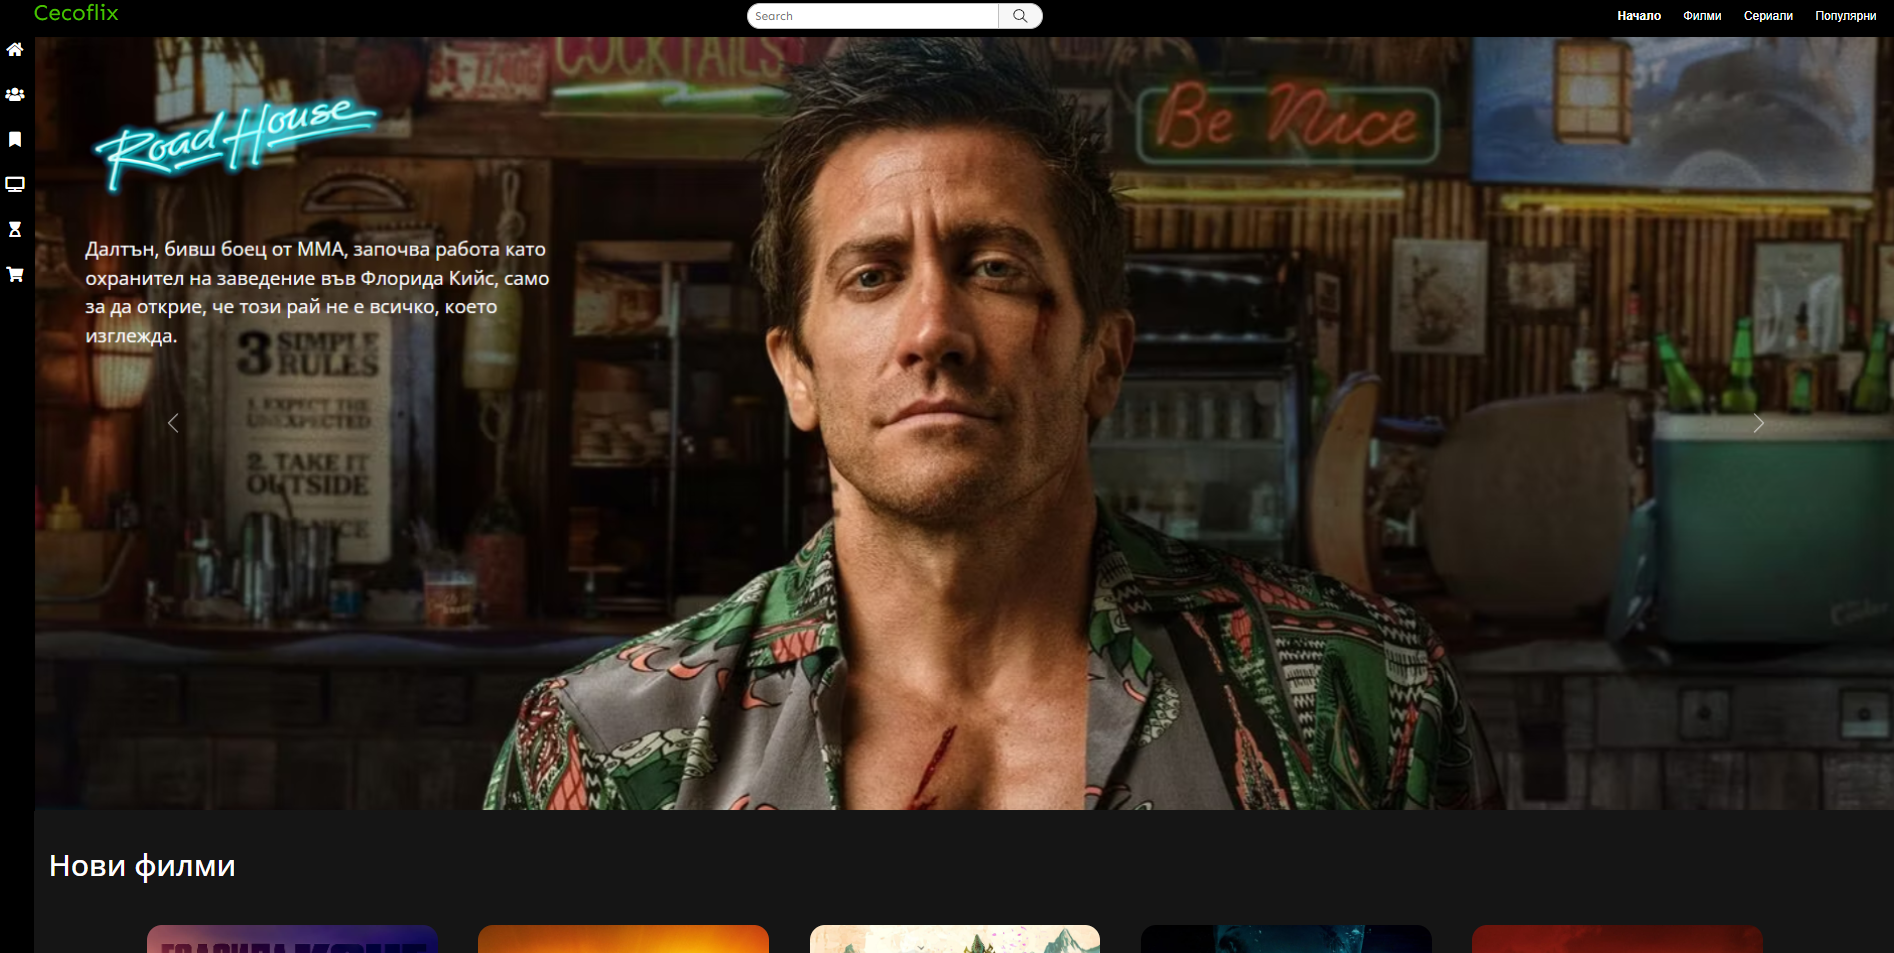 Cecoflix
Search
Начало
Филми
Сериали
Популярни
COCKTAILS
Be Nice
Road House
Далтън, бивш боец от ММА, започва работа като
охранител на заведение във Флорида Кийс, само
за да открие, че този рай не е всичко, което
изглежда.
3 SIMPLE
RULES
1. EXPECT THE
UNEXPECTED
2. TAKE IT
OUTSIDE
NICE
Нови филми